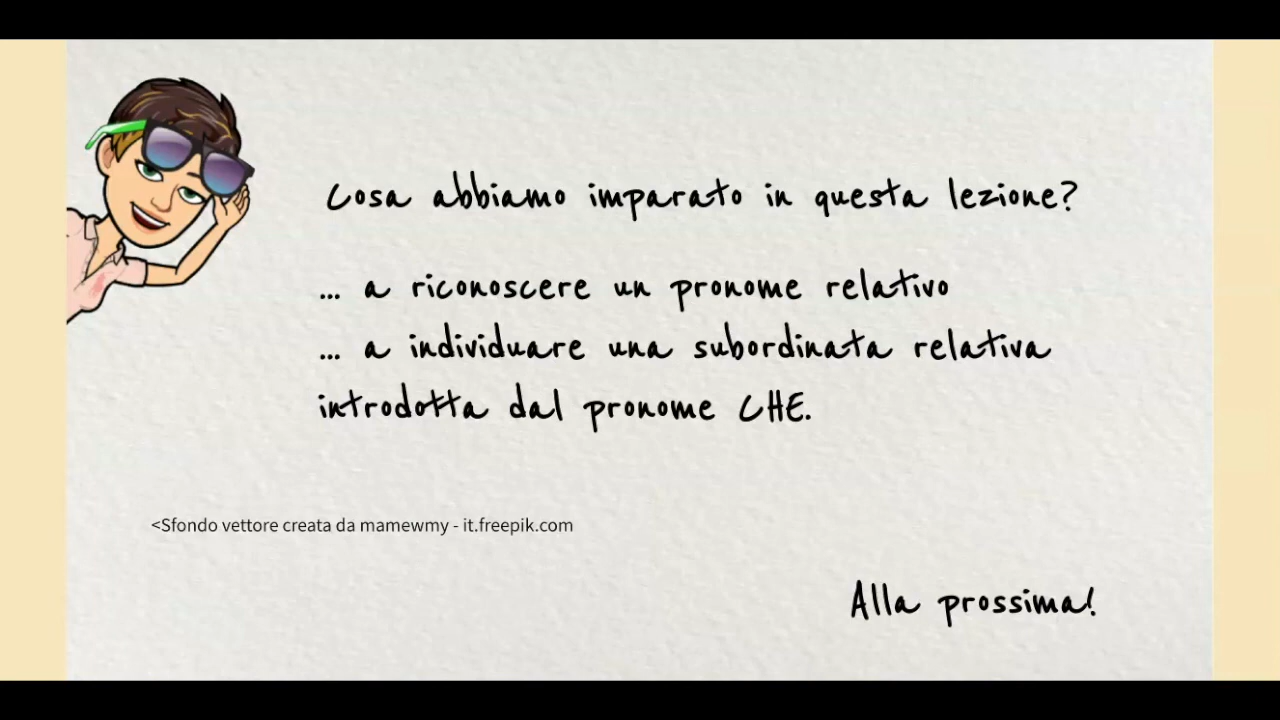 Cosa abbiamo imparato in questa lezione?
... a riconoscere un pronome relativo
... a individuare una subordinata relativa
introdotta dal pronome CHE.
<Sfondo vettore creata da mamewmy - it.freepik.com
Alla prossima!